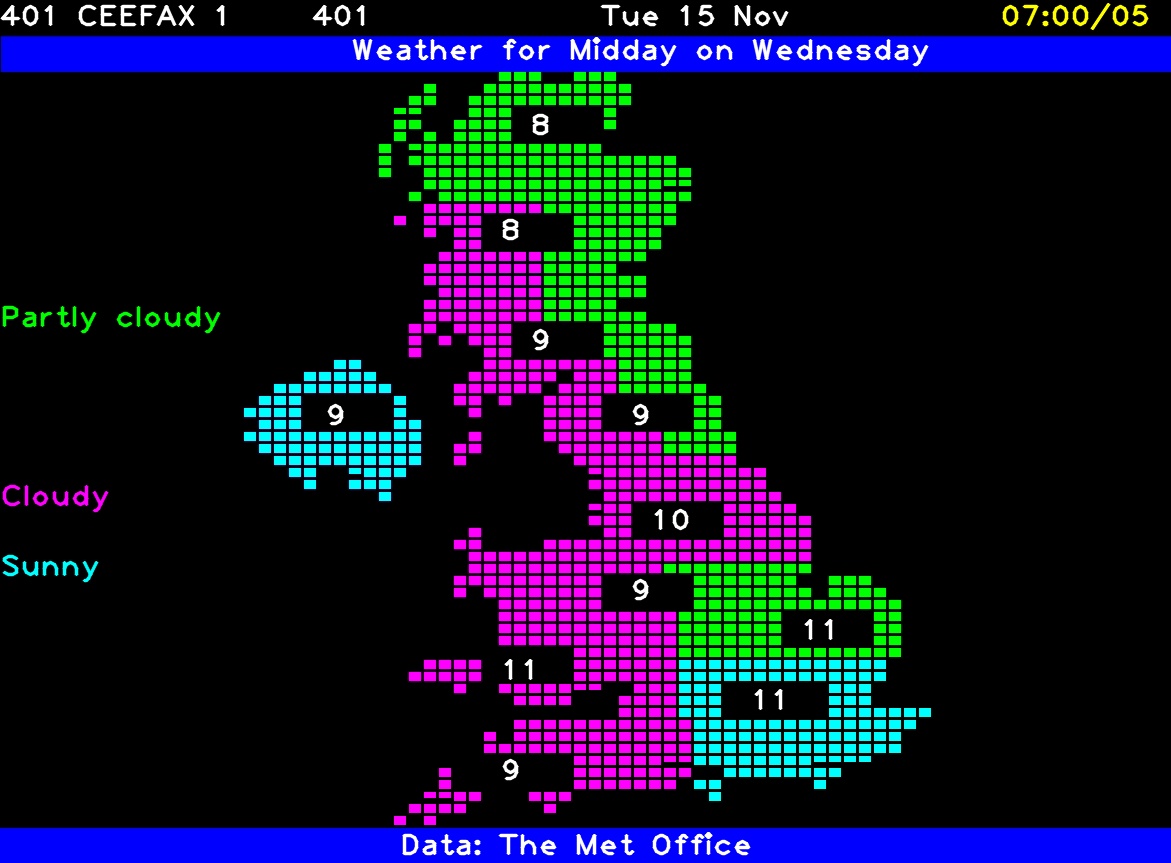 401 CEEFAX 1 401 Tue 15 Nov 07:00/05
Weather for Midday on Wednesday
8
8
Partly cloudy
9
9 9
Cloudy
10
Sunny
9
11
11
11
9
Data: The Met Office